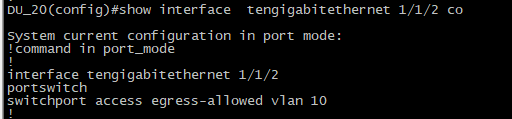 DU_20(config)#show interface  tengigabitethernet 1/1/2 co
System current configuration in port mode:
!command in port_mode
!
interface tengigabitethernet 1/1/2
portswitch
switchport access egress-allowed vlan 10
!